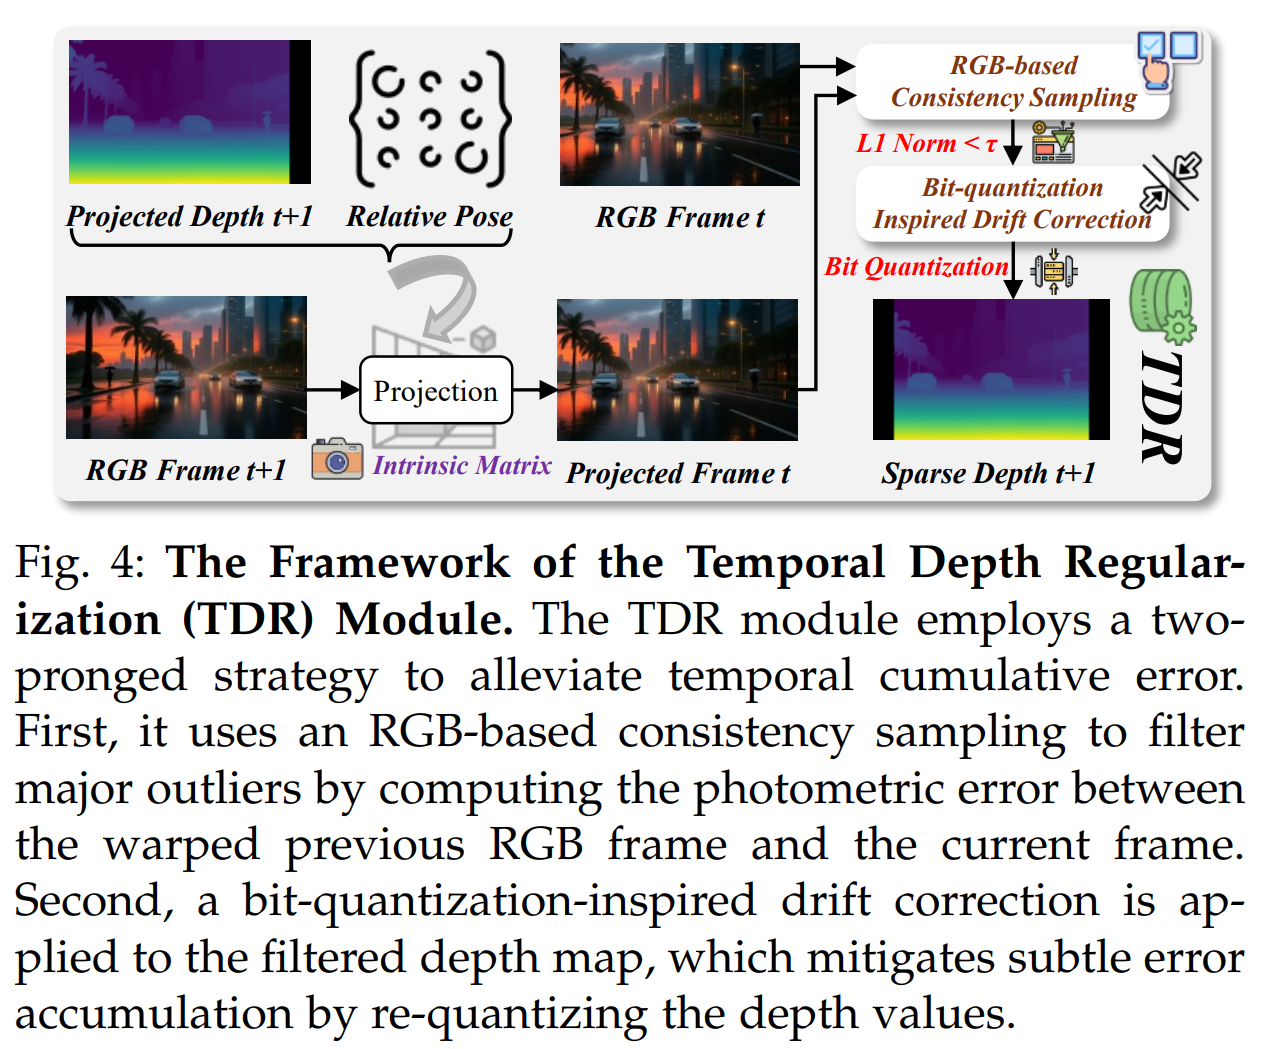 Projected Depth t+1
Relative Pose
RGB Frame t
RGB-based
Consistency Sampling
L1 Norm < τ
Bit-quantization
Inspired Drift Correction
Bit Quantization
RGB Frame t+1
Projection
Intrinsic Matrix
Projected Frame t
Sparse Depth t+1
TDR
Fig. 4: The Framework of the Temporal Depth Regular-
ization (TDR) Module. The TDR module employs a two-
pronged strategy to alleviate temporal cumulative error.
First, it uses an RGB-based consistency sampling to filter
major outliers by computing the photometric error between
the warped previous RGB frame and the current frame.
Second, a bit-quantization-inspired drift correction is ap-
plied to the filtered depth map, which mitigates subtle error
accumulation by re-quantizing the depth values.